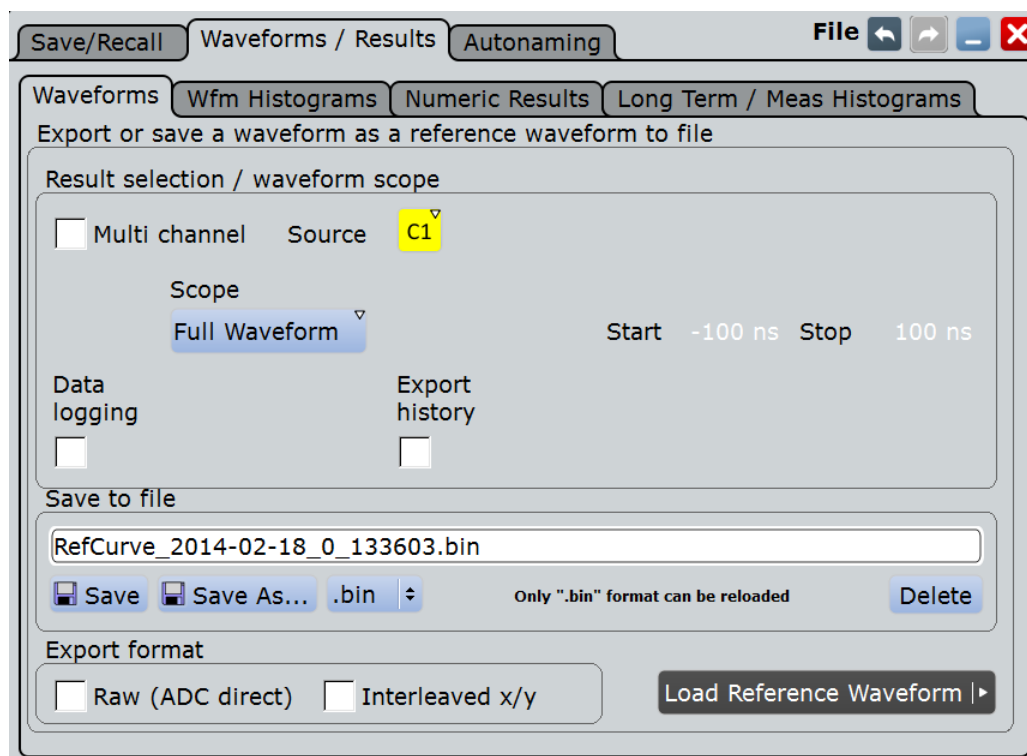 Save/Recall Waveforms / Results Autonaming File
Waveforms Wfm Histograms Numeric Results Long Term / Meas Histograms
Export or save a waveform as a reference waveform to file
Result selection / waveform scope
Multi channel Source C1
Scope
Full Waveform Start -100 ns Stop 100 ns
Data Export
logging history
Save to file
RefCurve_2014-02-18_0_133603.bin
Save Save As... .bin Only ".bin" format can be reloaded Delete
Export format
Raw (ADC direct) Interleaved x/y Load Reference Waveform